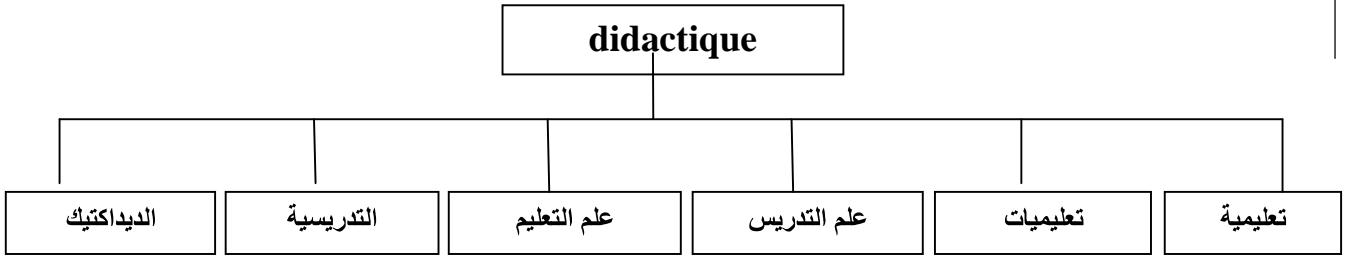 didactique
تعليمية
تعليميات
علم التدريس
علم التعليم
التدريسية
الديداكتيك